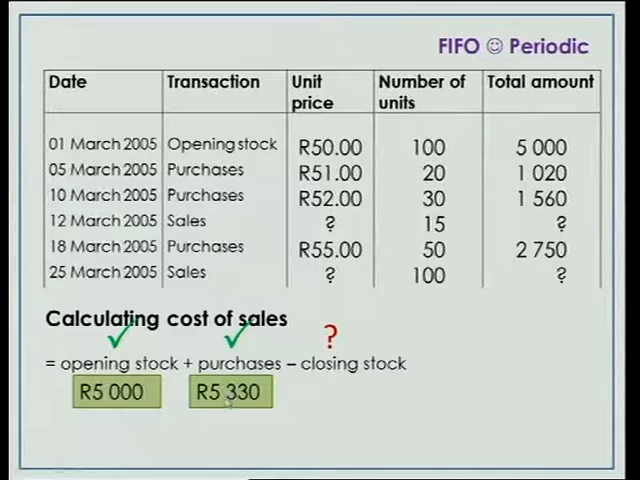 FIFO ☺ Periodic
Date Transaction Unit price Number of units Total amount
01 March 2005 Opening stock R50.00 100 5 000
05 March 2005 Purchases R51.00 20 1 020
10 March 2005 Purchases R52.00 30 1 560
12 March 2005 Sales ? 15 ?
18 March 2005 Purchases R55.00 50 2 750
25 March 2005 Sales ? 100 ?
Calculating cost of sales
?
= opening stock + purchases – closing stock
R5 000 R5 330